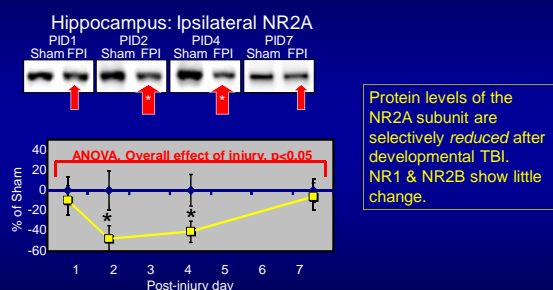 Hippocampus: Ipsilateral NR2A
PID1 PID2 PID4 PID7
Sham FPI Sham FPI Sham FPI Sham FPI
* *
Protein levels of the
NR2A subunit are
selectively reduced after
developmental TBI.
NR1 & NR2B show little
change.
ANOVA, Overall effect of injury, p<0.05
% of Sham
40
20
0
-20
-40
-60
* *
1 2 3 4 5 6 7
Post-injury day